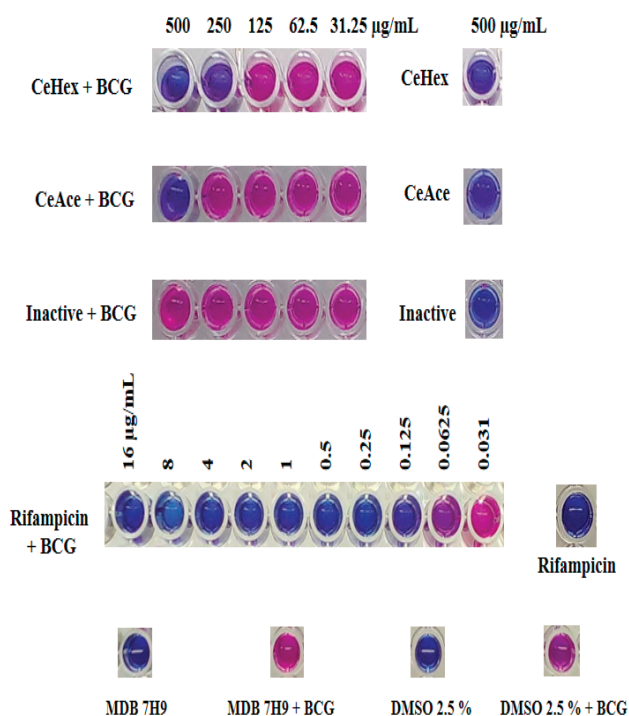 500 250 125 62.5 31.25 µg/mL 500 µg/mL
CeHex + BCG CeHex
CeAce + BCG CeAce
Inactive + BCG Inactive
16 µg/mL 8 4 2 1 0.5 0.25 0.125 0.0625 0.031
Rifampicin
+ BCG
Rifampicin
MDB 7H9 MDB 7H9 + BCG DMSO 2.5 % DMSO 2.5 % + BCG